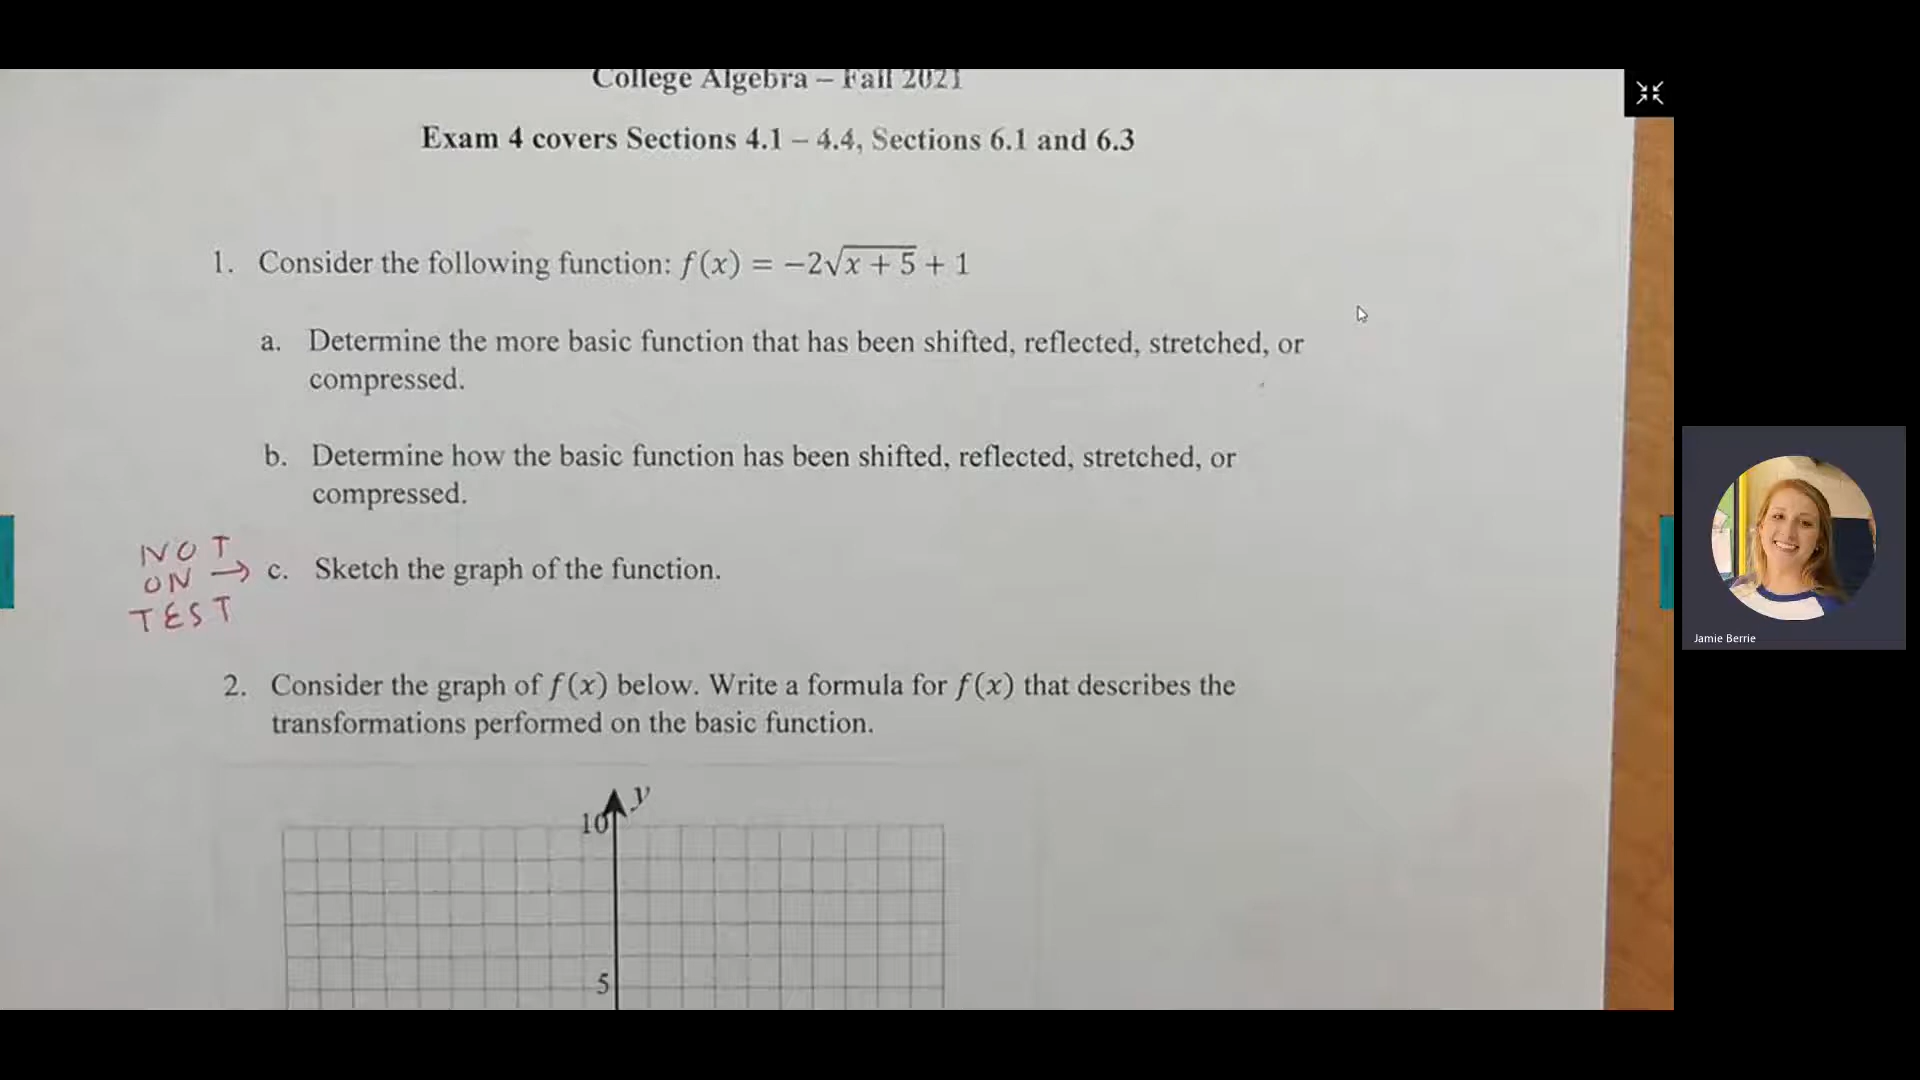 College Algebra – Fall 2021
Exam 4 covers Sections 4.1 – 4.4, Sections 6.1 and 6.3
1. Consider the following function: f(x) = −2√(x + 5) + 1
a. Determine the more basic function that has been shifted, reflected, stretched, or
compressed.
b. Determine how the basic function has been shifted, reflected, stretched, or
compressed.
NOT
ON → c. Sketch the graph of the function.
TEST
2. Consider the graph of f(x) below. Write a formula for f(x) that describes the
transformations performed on the basic function.
y
10
5
Jamie Berrie